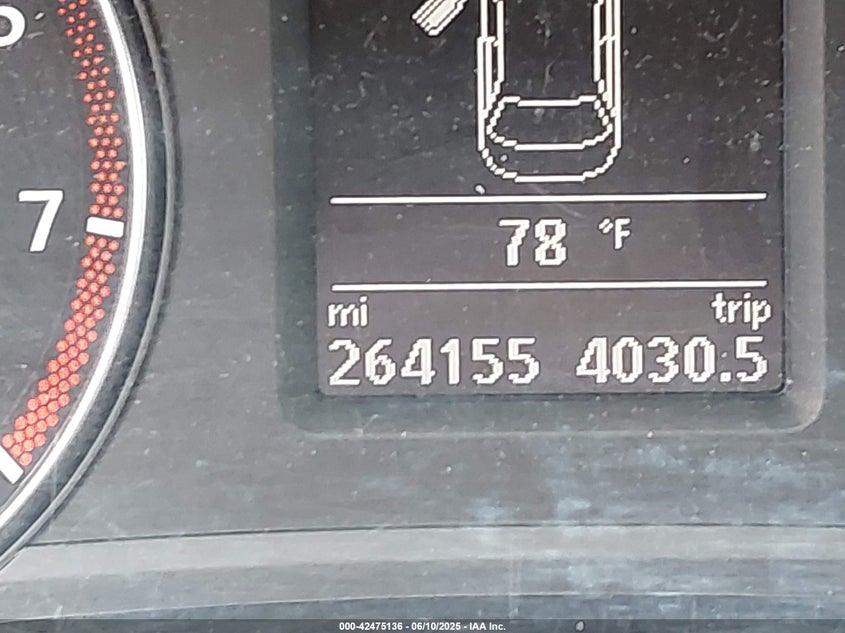 7
78 °F
mi trip
264155 4030.5
000-42475136 - 06/10/2025 - IAA Inc.